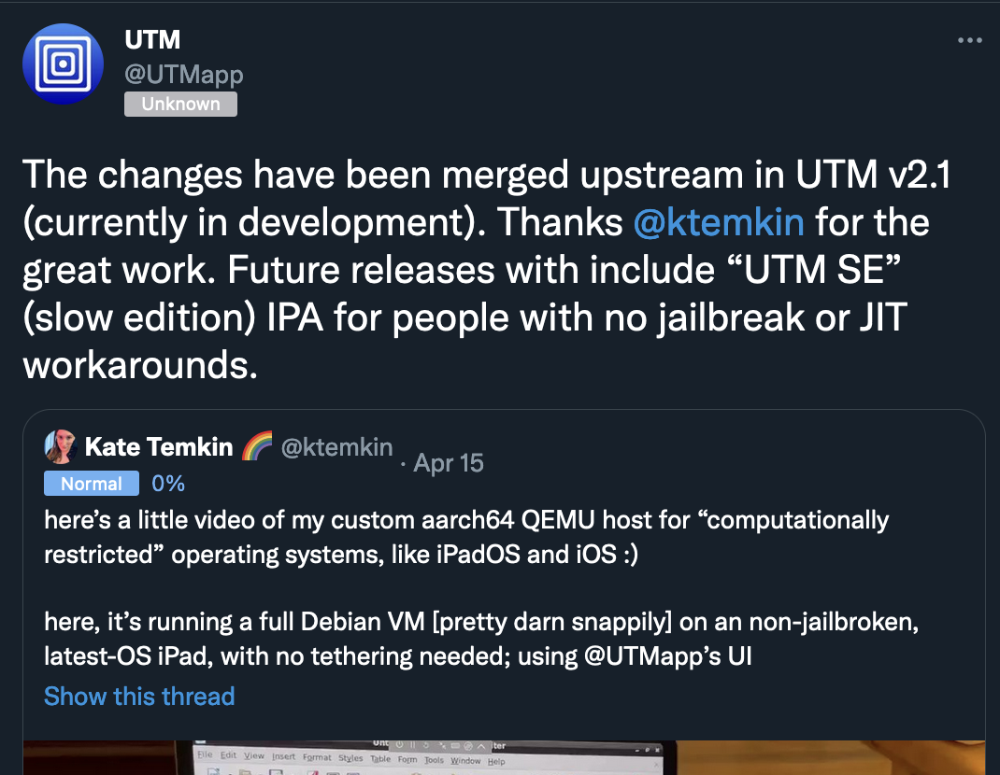 UTM
@UTMapp
Unknown
The changes have been merged upstream in UTM v2.1
(currently in development). Thanks @ktemkin for the
great work. Future releases with include “UTM SE”
(slow edition) IPA for people with no jailbreak or JIT
workarounds.
Kate Temkin 🌈 @ktemkin · Apr 15
Normal 0%
here’s a little video of my custom aarch64 QEMU host for “computationally
restricted” operating systems, like iPadOS and iOS :)
here, it’s running a full Debian VM [pretty darn snappily] on an non-jailbroken,
latest-OS iPad, with no tethering needed; using @UTMapp’s UI
Show this thread
File Edit View Insert Format Styles Table Form Tools Window Help